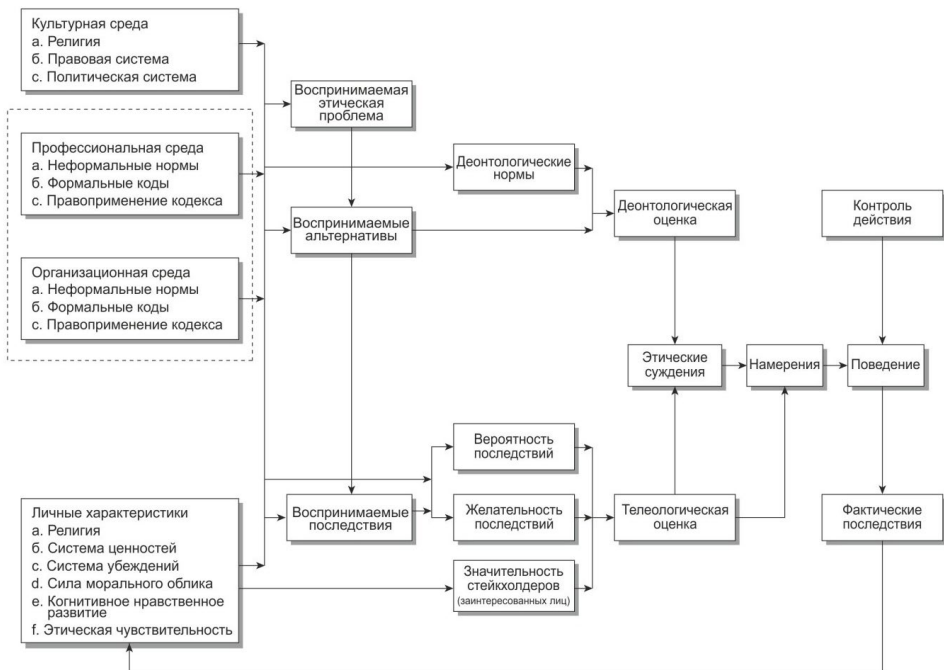 Культурная среда
а. Религия
б. Правовая система
с. Политическая система
Воспринимаемая
этическая
проблема
Профессиональная среда
а. Неформальные нормы
б. Формальные коды
с. Правоприменение кодекса
Деонтологические
нормы
Воспринимаемые
альтернативы
Деонтологическая
оценка
Контроль
действия
Организационная среда
а. Неформальные нормы
б. Формальные коды
с. Правоприменение кодекса
Этические
суждения
Намерения
Поведение
Вероятность
последствий
Личные характеристики
а. Религия
б. Система ценностей
с. Система убеждений
d. Сила морального облика
е. Когнитивное нравственное
развитие
f. Этическая чувствительность
Воспринимаемые
последствия
Желательность
последствий
Телеологическая
оценка
Фактические
последствия
Значительность
стейкхолдеров
(заинтересованных лиц)